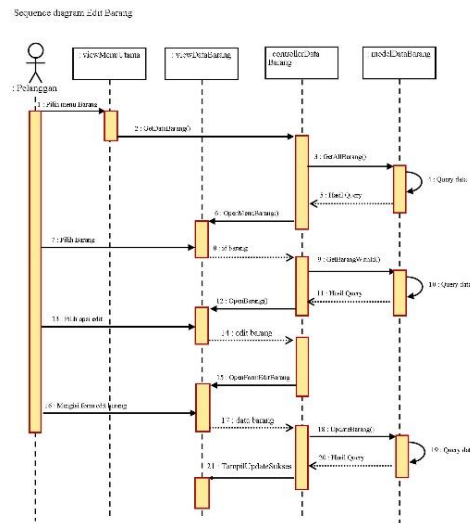 Sequence diagram Edit Barang
: Pelanggan
: viewMenuUtama
: viewDataBarang
: controllerData
Barang
: modelDataBarang
1 : Pilih menu Barang
2 : GetDataBarang()
3 : GetAllBarang()
4 : Query data
5 : Hasil Query
6 : OpenMenuBarang()
7 : Pilih Barang
8 : id barang
9 : GetBarangWhereId()
10 : Query data
11 : Hasil Query
12 : OpenBarang()
13 : Pilih opsi edit
14 : edit barang
15 : OpenFormEditBarang
16 : Mengisi form edit barang
17 : data barang
18 : UpdateBarang()
19 : Query data
20 : Hasil Query
21 : TampilUpdateSukses